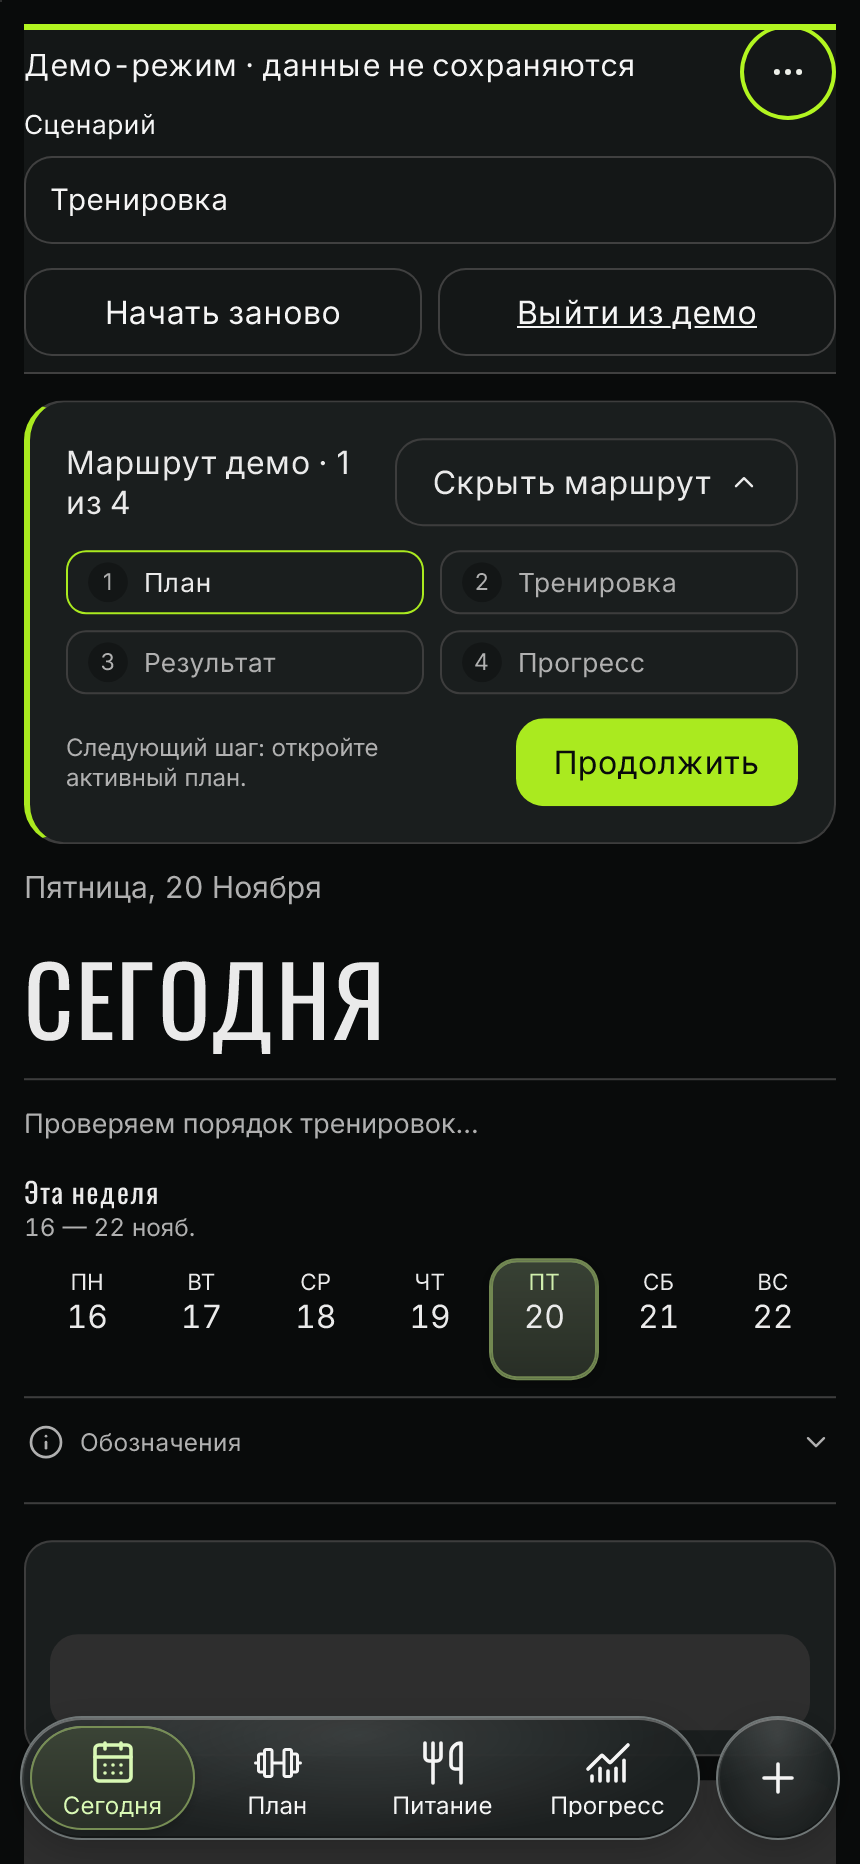 Демо-режим · данные не сохраняются
Сценарий
Тренировка
Начать заново
Выйти из демо
Маршрут демо · 1
из 4
Скрыть маршрут
1 План
2 Тренировка
3 Результат
4 Прогресс
Следующий шаг: откройте
активный план.
Продолжить
Пятница, 20 Ноября
СЕГОДНЯ
Проверяем порядок тренировок...
Эта неделя
16 — 22 нояб.
ПН ВТ СР ЧТ ПТ СБ ВС
16 17 18 19 20 21 22
Обозначения
Сегодня План Питание Прогресс